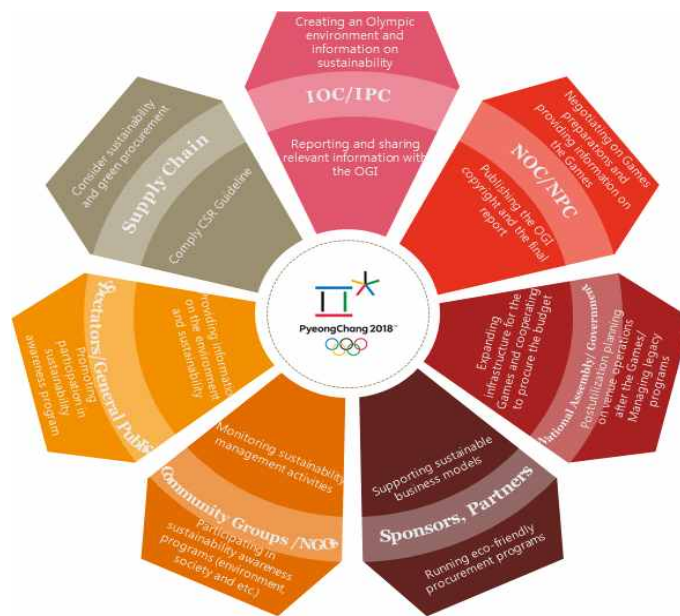 Creating an Olympic
environment and
information on
sustainability
IOC/IPC
Reporting and sharing
relevant information with
the OGI
Negotiating on Games
preparations and
providing information on
the Games
NOC/NPC
Publishing the OGI
copyright and the final
report
Expanding
infrastructure for the
Games and cooperating
to procure the budget
National Assembly/Government
Postutilization planning
on venue operations
after the Games/
Managing legacy
programs
Supporting sustainable
business models
Sponsors, Partners
Running eco-friendly
procurement programs
Monitoring sustainability
management activities
Community Groups /NGOs
Participating in
sustainability awareness
programs (environment,
society and etc.)
Providing information
on the environment
and sustainability
Spectators/General Public
Promoting
participation in
sustainability
awareness program
Consider sustainability
and green procurement
Supply Chain
Comply CSR Guideline
PyeongChang 2018™